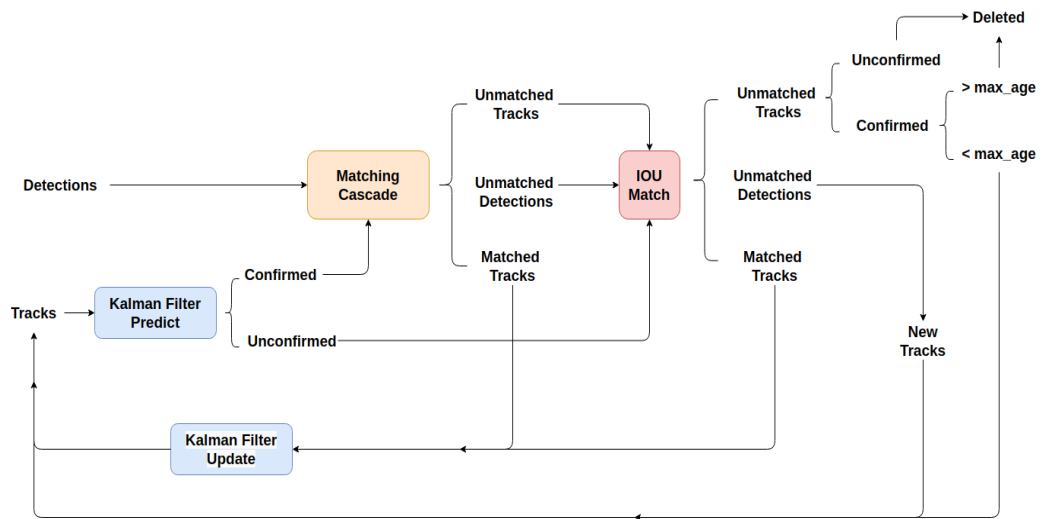 Deleted
Unconfirmed
> max_age
Unmatched
Tracks
Unmatched
Tracks
Confirmed
< max_age
Detections
Matching
Cascade
Unmatched
Detections
IOU
Match
Unmatched
Detections
Matched
Tracks
Matched
Tracks
Confirmed
Tracks
Kalman Filter
Predict
Unconfirmed
New
Tracks
Kalman Filter
Update